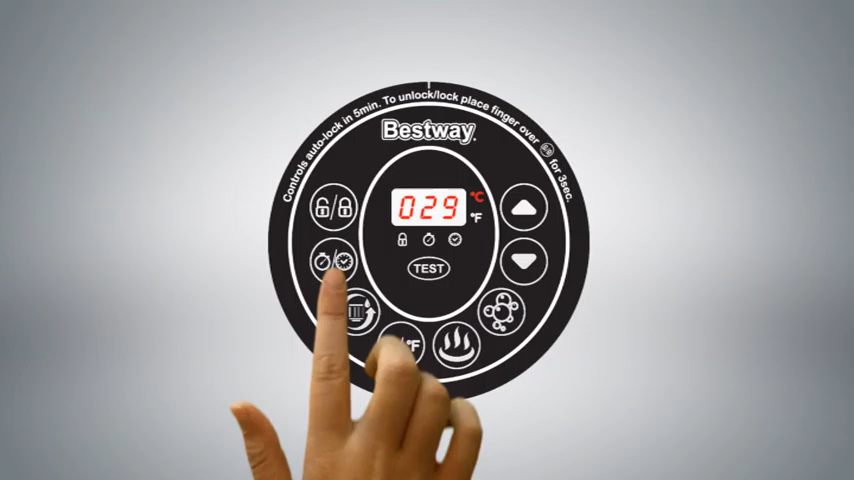 Controls auto-lock in 5min. To unlock/lock place finger over for 3sec.
Bestway
029
°C
°F
TEST
/°F